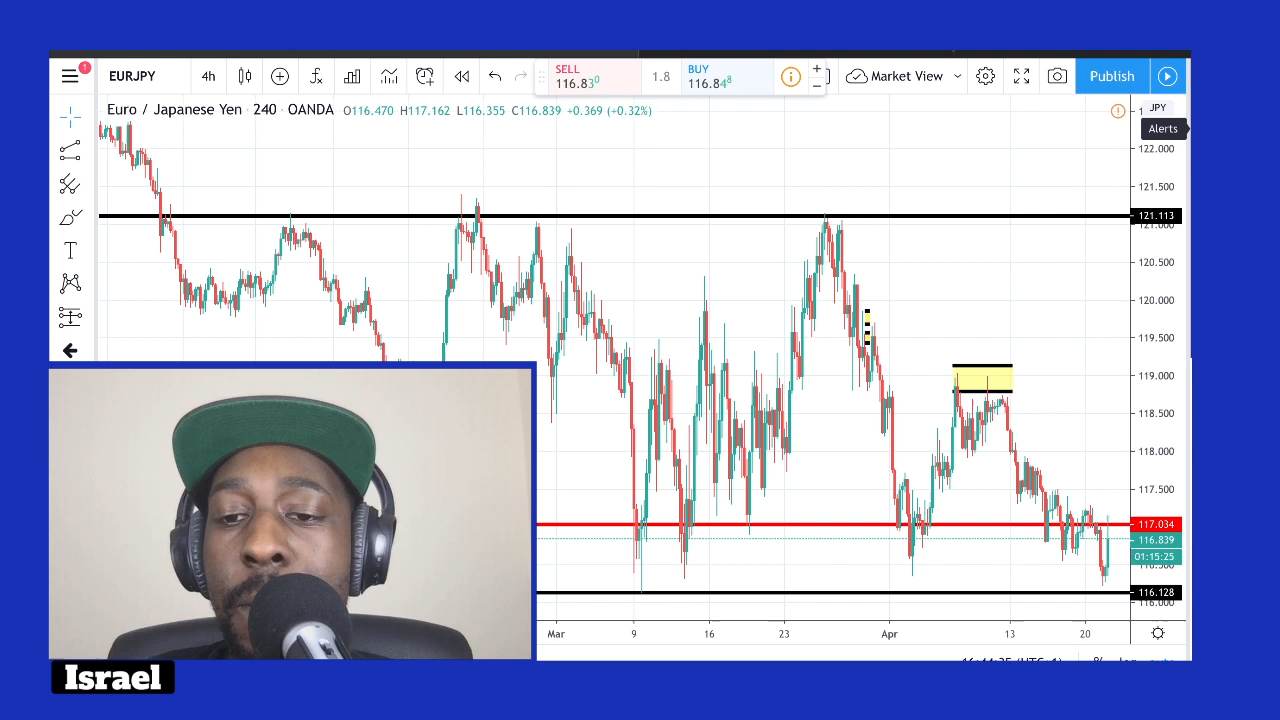 1
EURJPY
4h
SELL
116.830
1.8
BUY
116.848
Market View
Publish
Euro / Japanese Yen · 240 · OANDA O116.470 H117.162 L116.355 C116.839 +0.369 (+0.32%)
JPY
Alerts
122.000
121.500
121.113
121.000
120.500
120.000
119.500
119.000
118.500
118.000
117.500
117.034
116.839
01:15:25
116.128
116.000
Mar
9
16
23
Apr
13
20
Israel